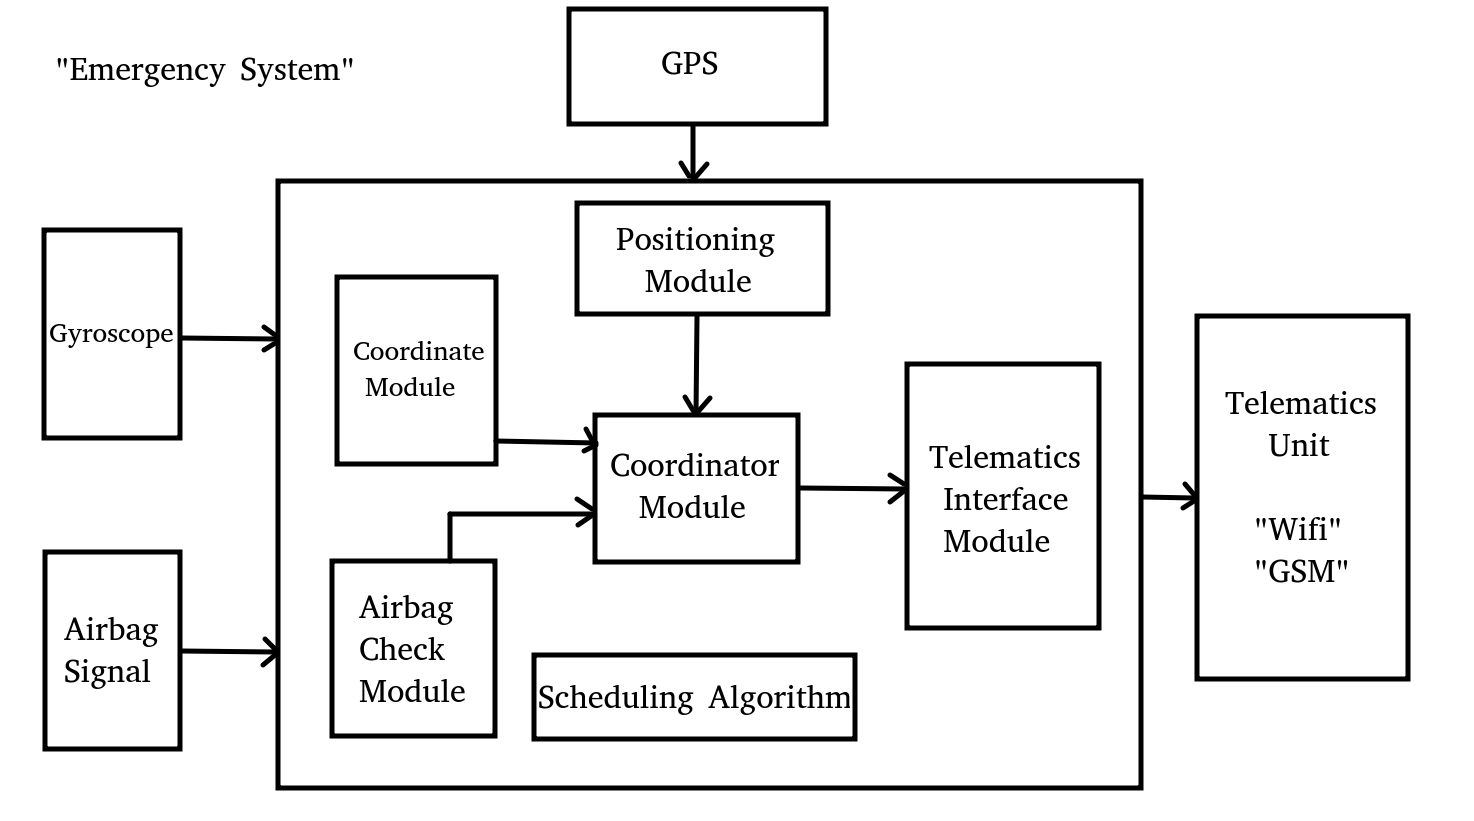 "Emergency System"
GPS
Positioning
Module
Gyroscope
Coordinate
Module
Coordinator
Module
Telematics
Interface
Module
Telematics
Unit
"Wifi"
"GSM"
Airbag
Signal
Airbag
Check
Module
Scheduling Algorithm